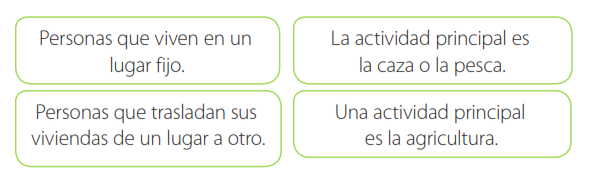 Personas que viven en un
lugar fijo.
La actividad principal es
la caza o la pesca.
Personas que trasladan sus
viviendas de un lugar a otro.
Una actividad principal
es la agricultura.